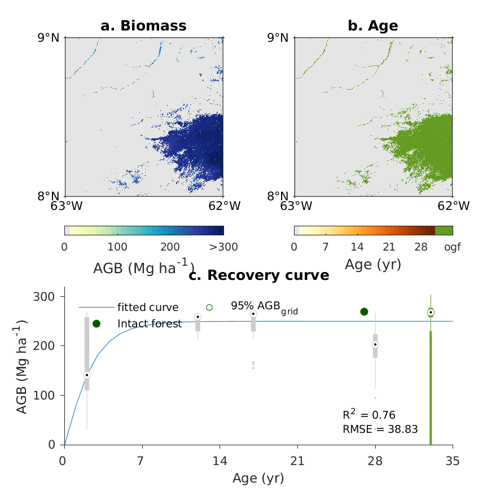 a. Biomass
b. Age
9°N
8°N
63°W
62°W
9°N
8°N
63°W
62°W
0
100
200
>300
AGB (Mg ha⁻¹)
0
7
14
21
28
ogf
Age (yr)
c. Recovery curve
300
200
100
0
AGB (Mg ha⁻¹)
fitted curve
95% AGB_grid
Intact forest
R² = 0.76
RMSE = 38.83
0
7
14
21
28
35
Age (yr)